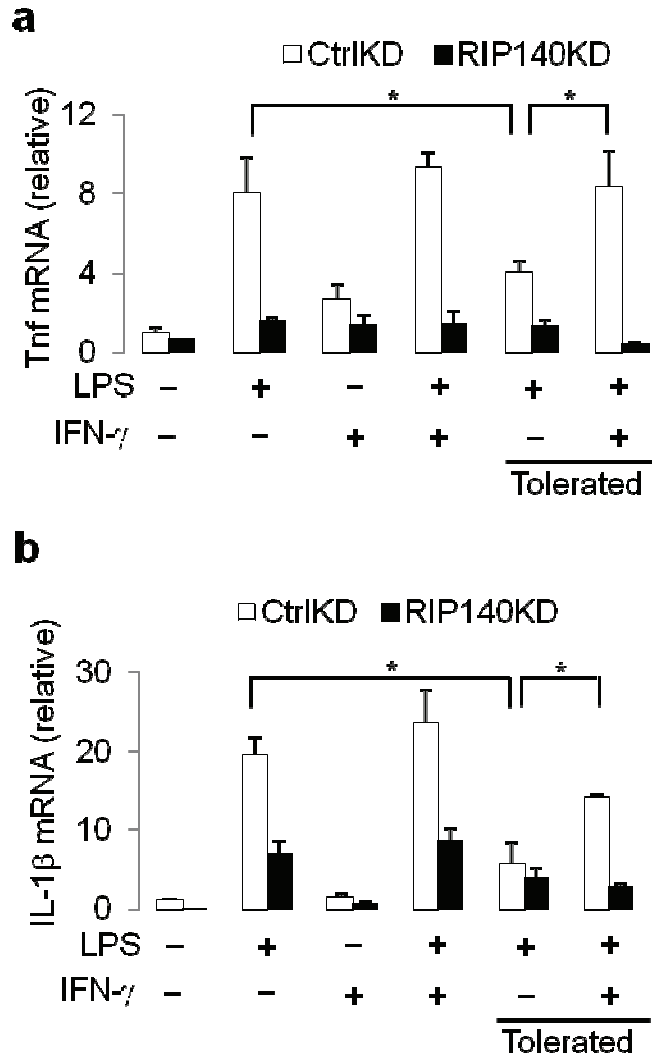 a
CtrlKD RIP140KD
* *
12
8
4
0
Tnf mRNA (relative)
LPS – + – + + +
IFN-γ – – + + – +
Tolerated
b
CtrlKD RIP140KD
* *
30
20
10
0
IL-1β mRNA (relative)
LPS – + – + + +
IFN-γ – – + + – +
Tolerated